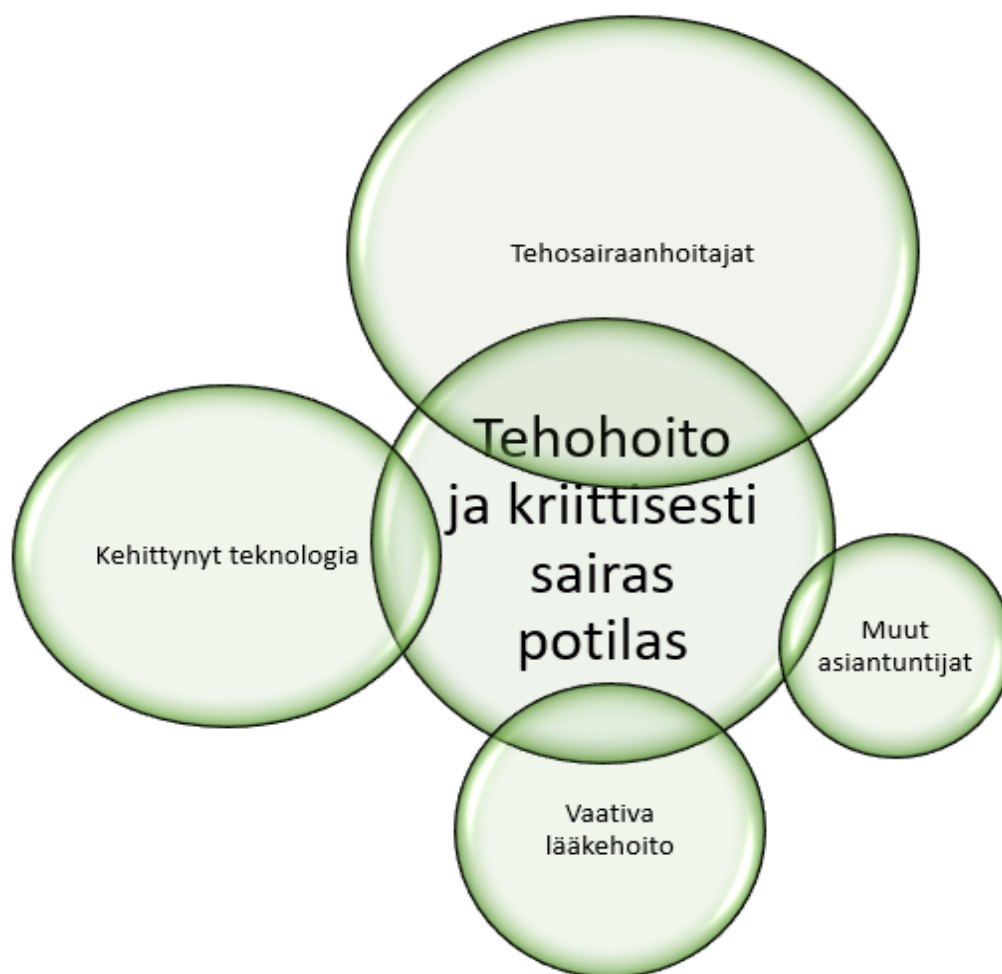 Tehosairaanhoitajat
Tehohoito
ja kriittisesti
sairas
potilas
Kehittynyt teknologia
Muut
asiantuntijat
Vaativa
lääkehoito